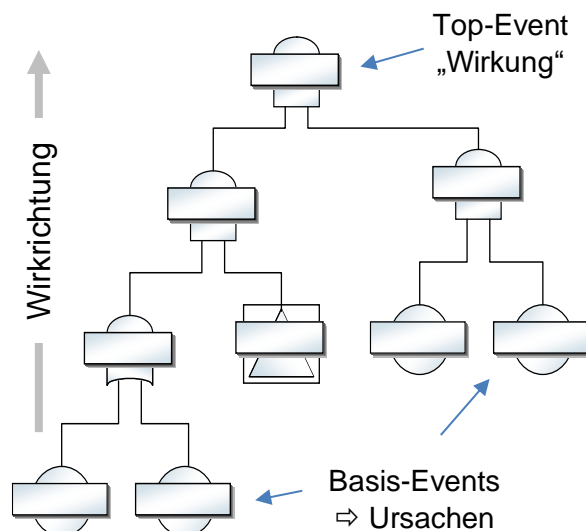 Top-Event
„Wirkung“
Wirkrichtung
Basis-Events
⇨ Ursachen